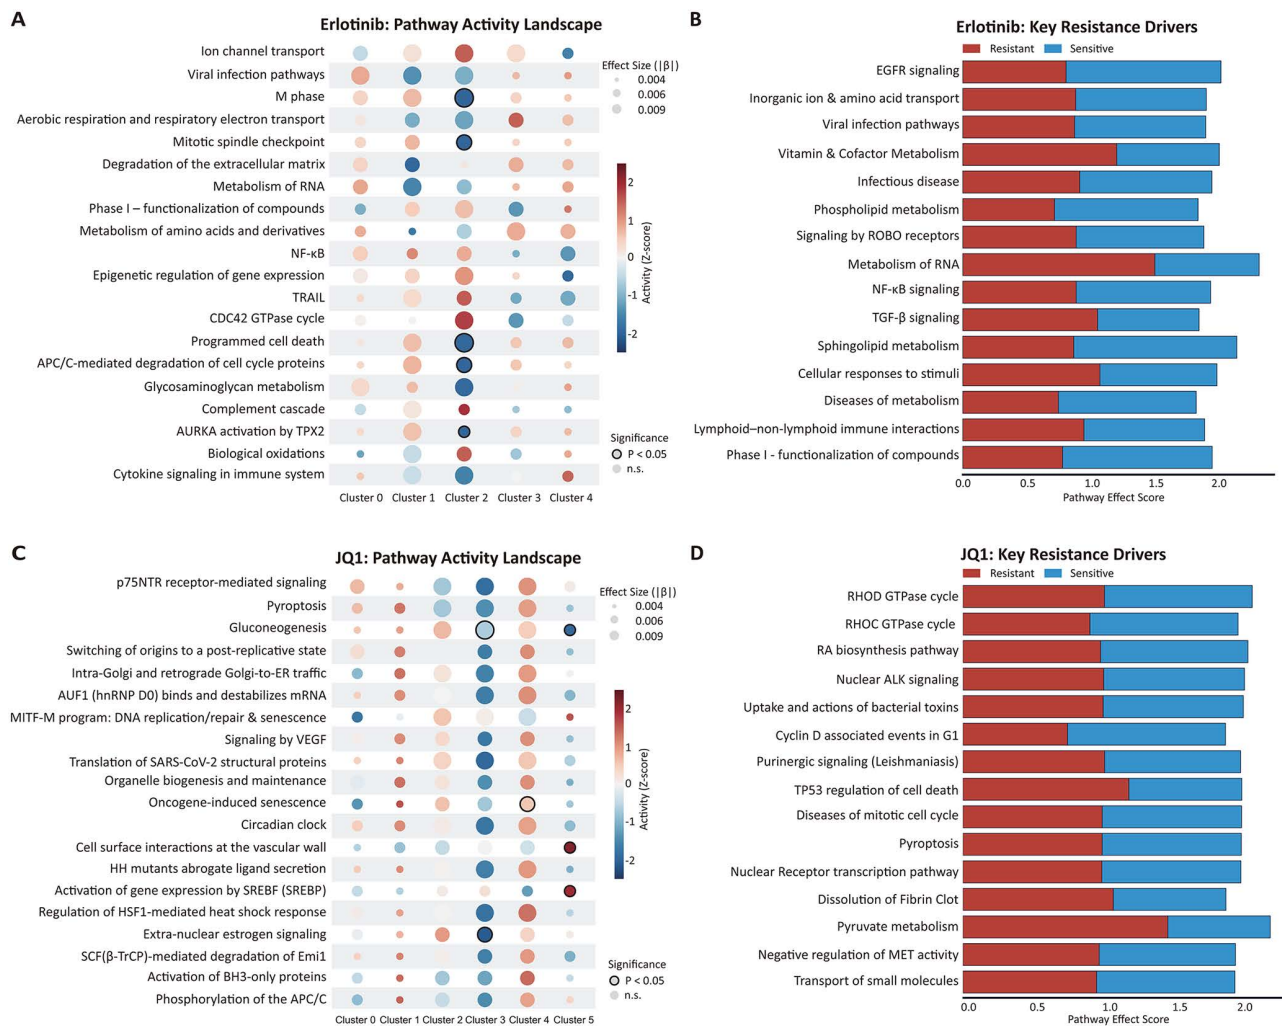 A
Erlotinib: Pathway Activity Landscape
Ion channel transport
Viral infection pathways
M phase
Aerobic respiration and respiratory electron transport
Mitotic spindle checkpoint
Degradation of the extracellular matrix
Metabolism of RNA
Phase I – functionalization of compounds
Metabolism of amino acids and derivatives
NF-κB
Epigenetic regulation of gene expression
TRAIL
CDC42 GTPase cycle
Programmed cell death
APC/C-mediated degradation of cell cycle proteins
Glycosaminoglycan metabolism
Complement cascade
AURKA activation by TPX2
Biological oxidations
Cytokine signaling in immune system
Cluster 0 Cluster 1 Cluster 2 Cluster 3 Cluster 4
Effect Size (|β|)
0.004
0.006
0.009
2
1
0
-1
-2
Activity (Z-score)
Significance
P < 0.05
n.s.
B
Erlotinib: Key Resistance Drivers
Resistant Sensitive
EGFR signaling
Inorganic ion & amino acid transport
Viral infection pathways
Vitamin & Cofactor Metabolism
Infectious disease
Phospholipid metabolism
Signaling by ROBO receptors
Metabolism of RNA
NF-κB signaling
TGF-β signaling
Sphingolipid metabolism
Cellular responses to stimuli
Diseases of metabolism
Lymphoid–non-lymphoid immune interactions
Phase I - functionalization of compounds
0.0 0.5 1.0 1.5 2.0
Pathway Effect Score
C
JQ1: Pathway Activity Landscape
p75NTR receptor-mediated signaling
Pyroptosis
Gluconeogenesis
Switching of origins to a post-replicative state
Intra-Golgi and retrograde Golgi-to-ER traffic
AUF1 (hnRNP D0) binds and destabilizes mRNA
MITF-M program: DNA replication/repair & senescence
Signaling by VEGF
Translation of SARS-CoV-2 structural proteins
Organelle biogenesis and maintenance
Oncogene-induced senescence
Circadian clock
Cell surface interactions at the vascular wall
HH mutants abrogate ligand secretion
Activation of gene expression by SREBF (SREBP)
Regulation of HSF1-mediated heat shock response
Extra-nuclear estrogen signaling
SCF(β-TrCP)-mediated degradation of Emi1
Activation of BH3-only proteins
Phosphorylation of the APC/C
Cluster 0 Cluster 1 Cluster 2 Cluster 3 Cluster 4 Cluster 5
Effect Size (|β|)
0.004
0.006
0.009
2
1
0
-1
-2
Activity (Z-score)
Significance
P < 0.05
n.s.
D
JQ1: Key Resistance Drivers
Resistant Sensitive
RHOD GTPase cycle
RHOC GTPase cycle
RA biosynthesis pathway
Nuclear ALK signaling
Uptake and actions of bacterial toxins
Cyclin D associated events in G1
Purinergic signaling (Leishmaniasis)
TP53 regulation of cell death
Diseases of mitotic cell cycle
Pyroptosis
Nuclear Receptor transcription pathway
Dissolution of Fibrin Clot
Pyruvate metabolism
Negative regulation of MET activity
Transport of small molecules
0.0 0.5 1.0 1.5 2.0
Pathway Effect Score